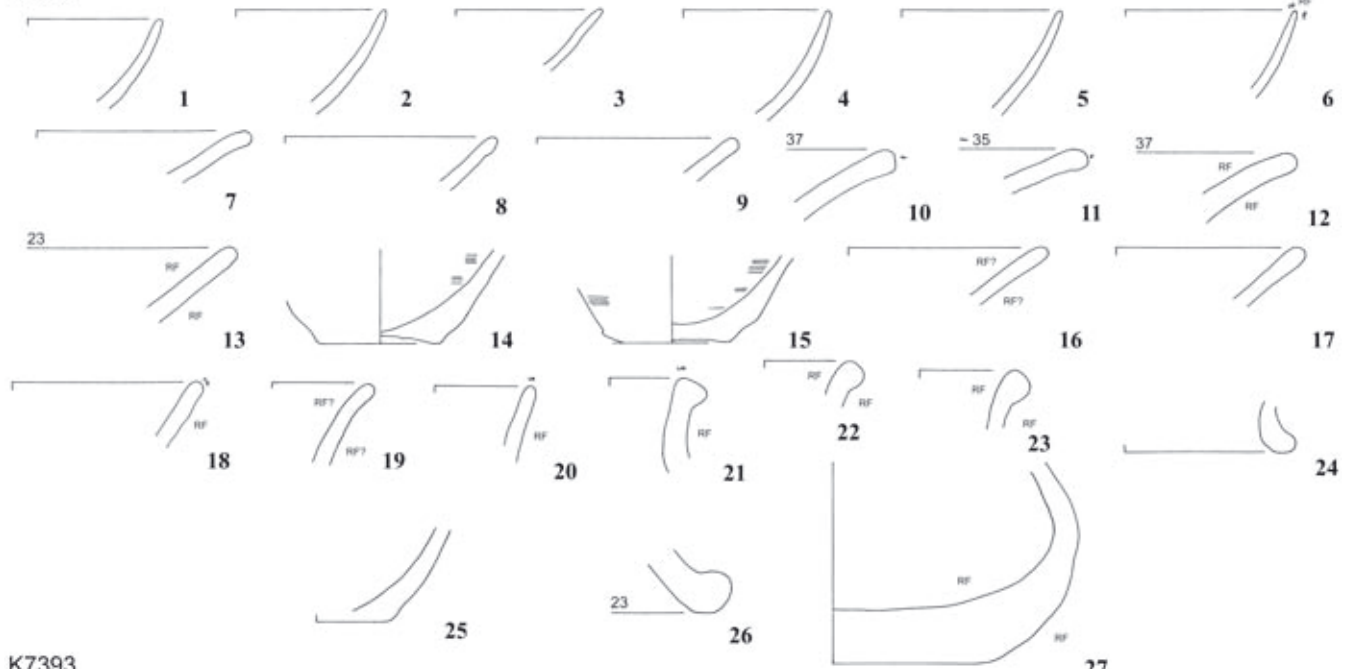 RF
1 2 3 4 5 6
37 ~ 35 37
RF
RF
7 8 9 10 11 12
23
RF RF?
RF RF?
13 14 15 16 17
RF RF
RF? RF
RF RF RF RF
RF?
18 19 20 21 22 23 24
RF
23
RF
25 26 27
K7393